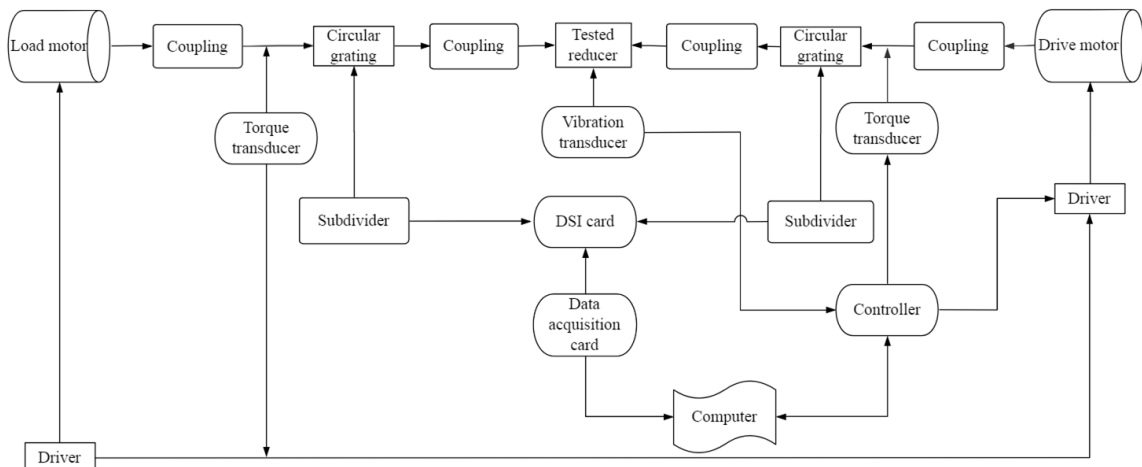 Load motor
Coupling
Circular
grating
Coupling
Tested
reducer
Coupling
Circular
grating
Coupling
Drive motor
Torque
transducer
Vibration
transducer
Torque
transducer
Subdivider
DSI card
Subdivider
Driver
Data
acquisition
card
Controller
Computer
Driver